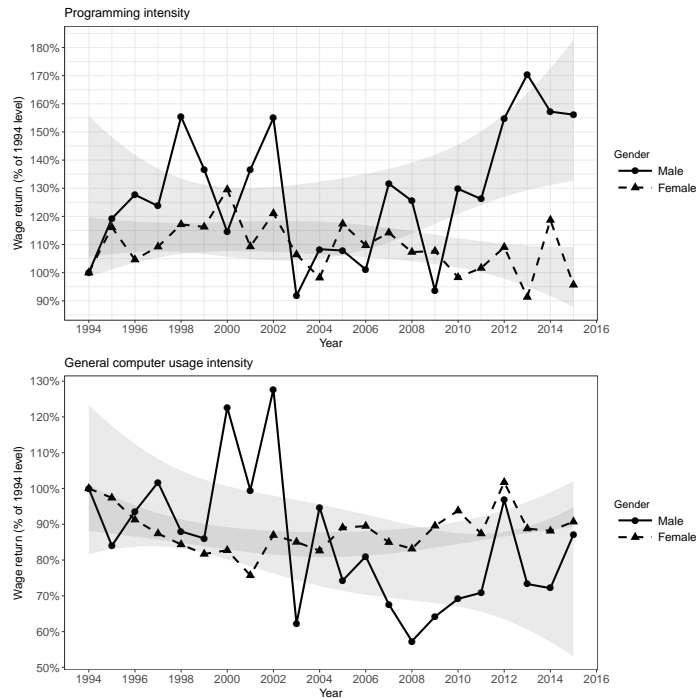 Programming intensity
180%
170%
160%
150%
140%
130%
120%
110%
100%
90%
Wage return (% of 1994 level)
1994 1996 1998 2000 2002 2004 2006 2008 2010 2012 2014 2016
Year
Gender
Male
Female
General computer usage intensity
130%
120%
110%
100%
90%
80%
70%
60%
50%
Wage return (% of 1994 level)
1994 1996 1998 2000 2002 2004 2006 2008 2010 2012 2014 2016
Year
Gender
Male
Female